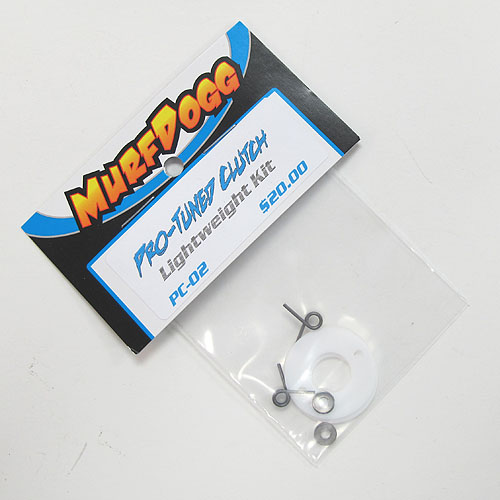 MURFDOGG
PRO-TUNED CLUTCH
Lightweight Kit
PC-02 $20.00